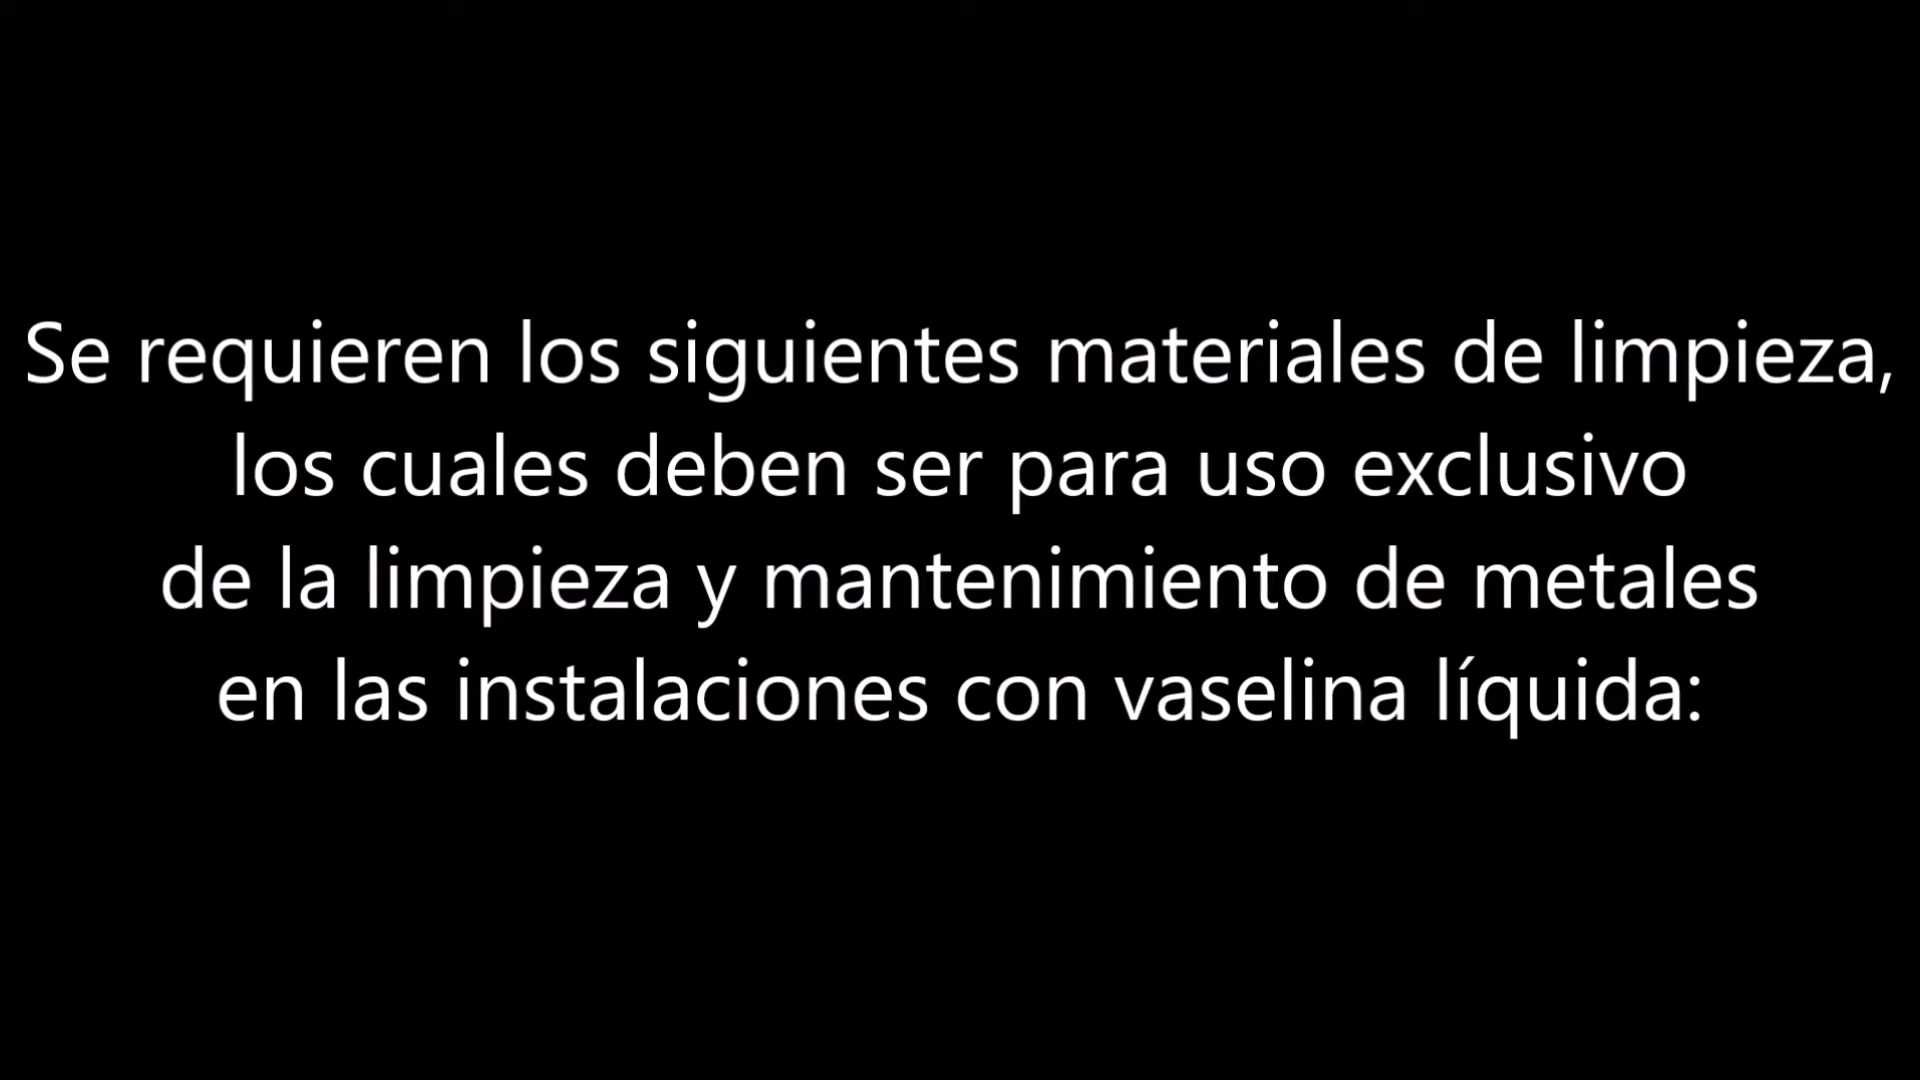 Se requieren los siguientes materiales de limpieza,
los cuales deben ser para uso exclusivo
de la limpieza y mantenimiento de metales
en las instalaciones con vaselina líquida: